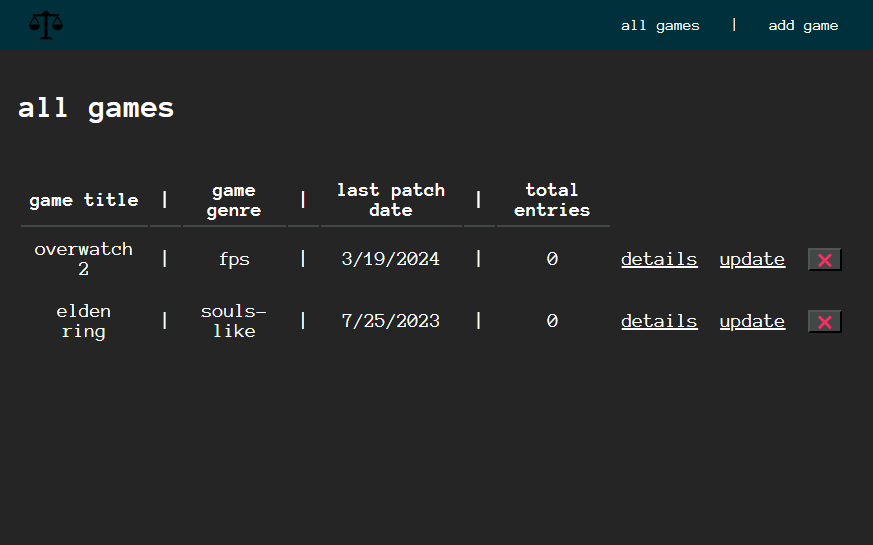 all games | add game
all games
game title | game genre | last patch date | total entries
overwatch 2 | fps | 3/19/2024 | 0 details update
elden ring | souls-like | 7/25/2023 | 0 details update